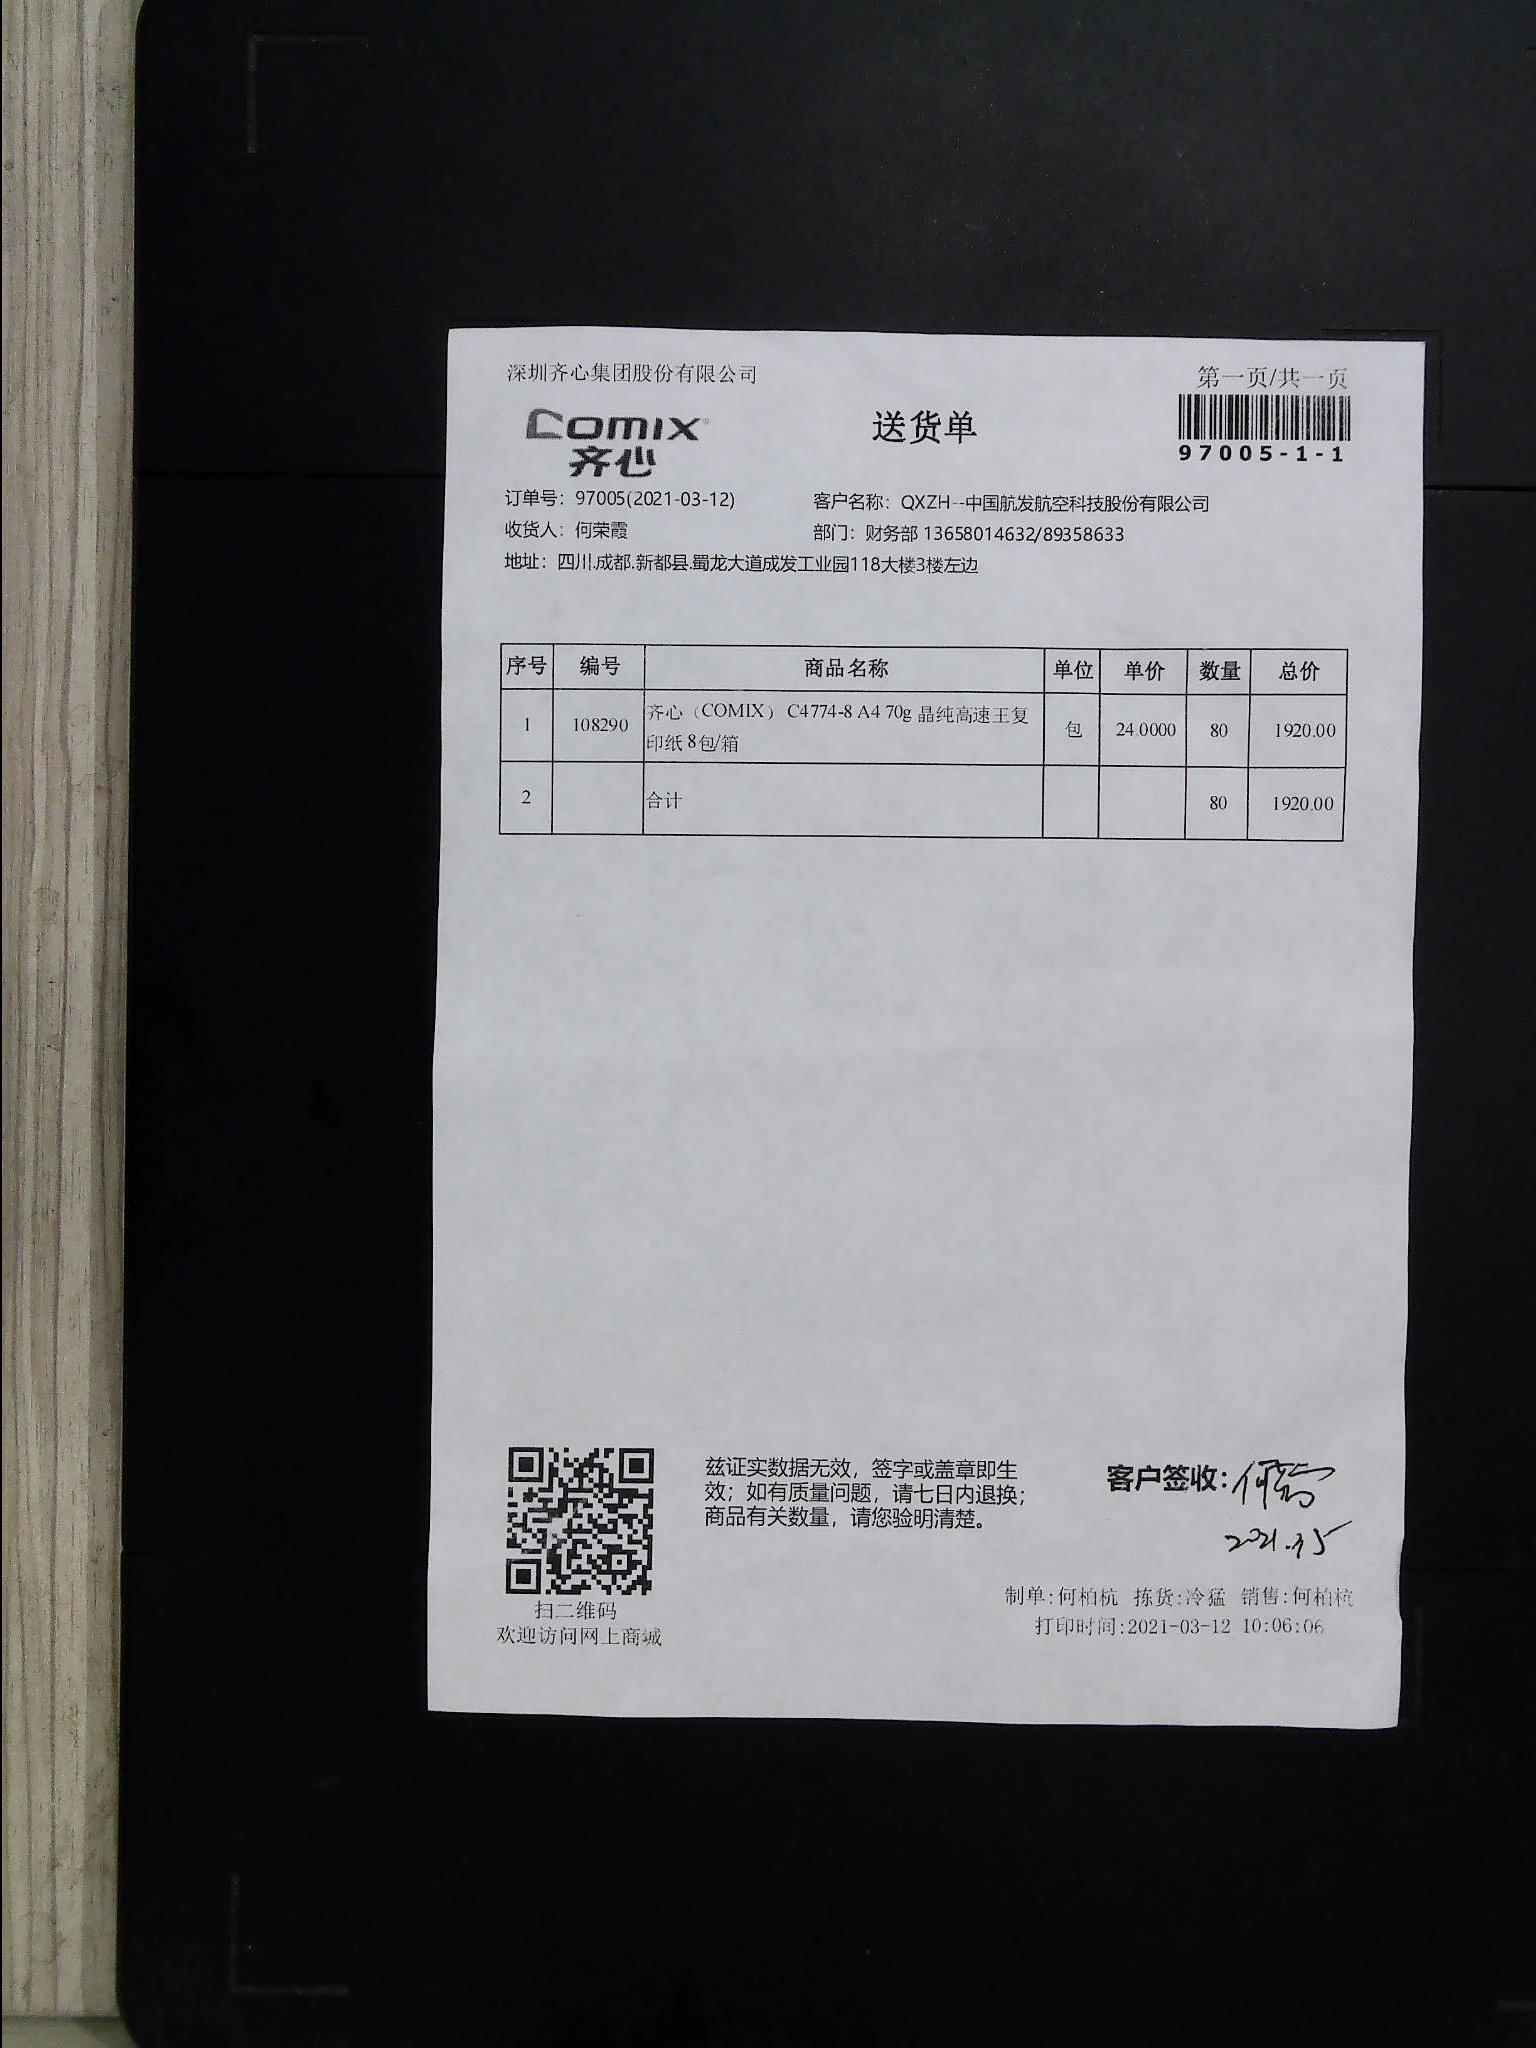 深圳齐心集团股份有限公司
第一页/共一页
COMIX
齐心
送货单
97005-1-1
订单号：97005(2021-03-12)
客户名称：QXZH--中国航发航空科技股份有限公司
收货人：何荣霞
部门：财务部 13658014632/89358633
地址：四川.成都.新都县.蜀龙大道成发工业园118大楼3楼左边
序号 编号 商品名称 单位 单价 数量 总价
1 108290 齐心（COMIX） C4774-8 A4 70g 晶纯高速王复 包 24.0000 80 1920.00
印纸 8包/箱
2 合计 80 1920.00
兹证实数据无效，签字或盖章即生
效；如有质量问题，请七日内退换；
商品有关数量，请您验明清楚。
客户签收：
扫二维码
欢迎访问网上商城
制单:何柏杭 拣货:冷猛 销售:何柏杭
打印时间:2021-03-12 10:06:06